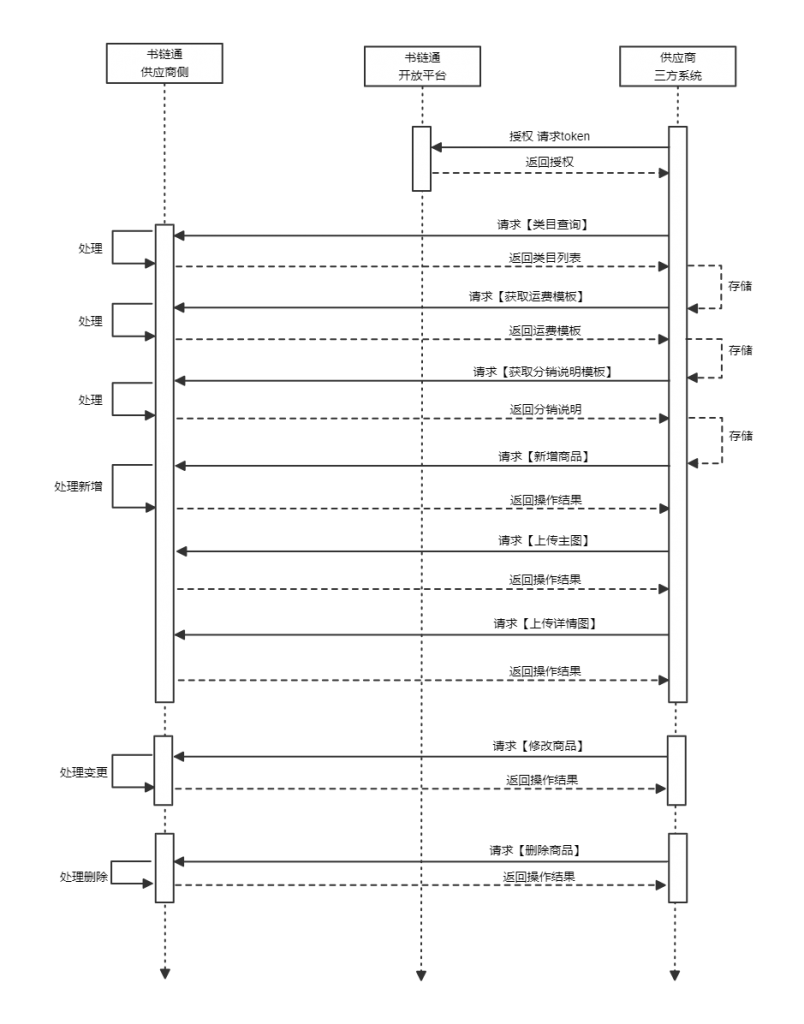 书链通
供应商侧
书链通
开放平台
供应商
三方系统
授权 请求token
返回授权
请求【类目查询】
处理
返回类目列表
存储
请求【获取运费模板】
处理
返回运费模板
存储
请求【获取分销说明模板】
处理
返回分销说明
存储
请求【新增商品】
处理新增
返回操作结果
请求【上传主图】
返回操作结果
请求【上传详情图】
返回操作结果
请求【修改商品】
处理变更
返回操作结果
请求【删除商品】
处理删除
返回操作结果